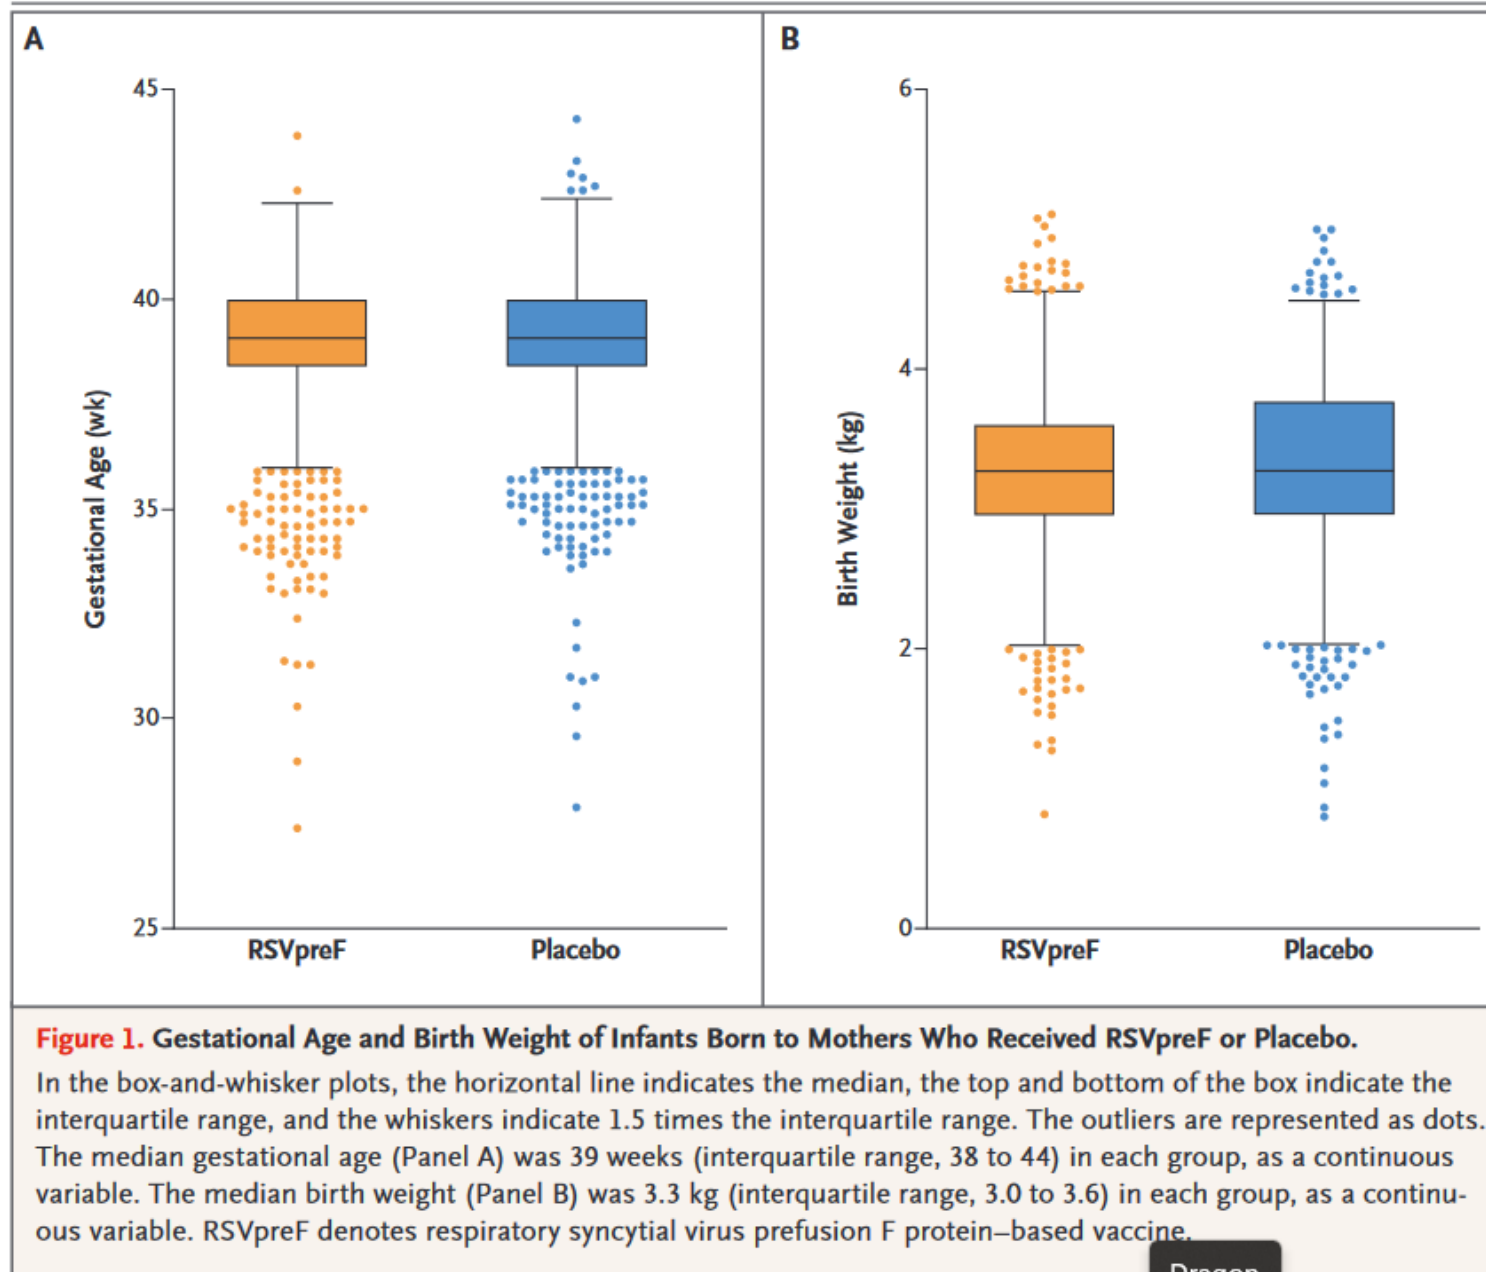 A
B
45
40
35
30
25
Gestational Age (wk)
RSVpreF
Placebo
6
4
2
0
Birth Weight (kg)
RSVpreF
Placebo
Figure 1. Gestational Age and Birth Weight of Infants Born to Mothers Who Received RSVpreF or Placebo.
In the box-and-whisker plots, the horizontal line indicates the median, the top and bottom of the box indicate the
interquartile range, and the whiskers indicate 1.5 times the interquartile range. The outliers are represented as dots.
The median gestational age (Panel A) was 39 weeks (interquartile range, 38 to 44) in each group, as a continuous
variable. The median birth weight (Panel B) was 3.3 kg (interquartile range, 3.0 to 3.6) in each group, as a continu-
ous variable. RSVpreF denotes respiratory syncytial virus prefusion F protein–based vaccine.
Dragon